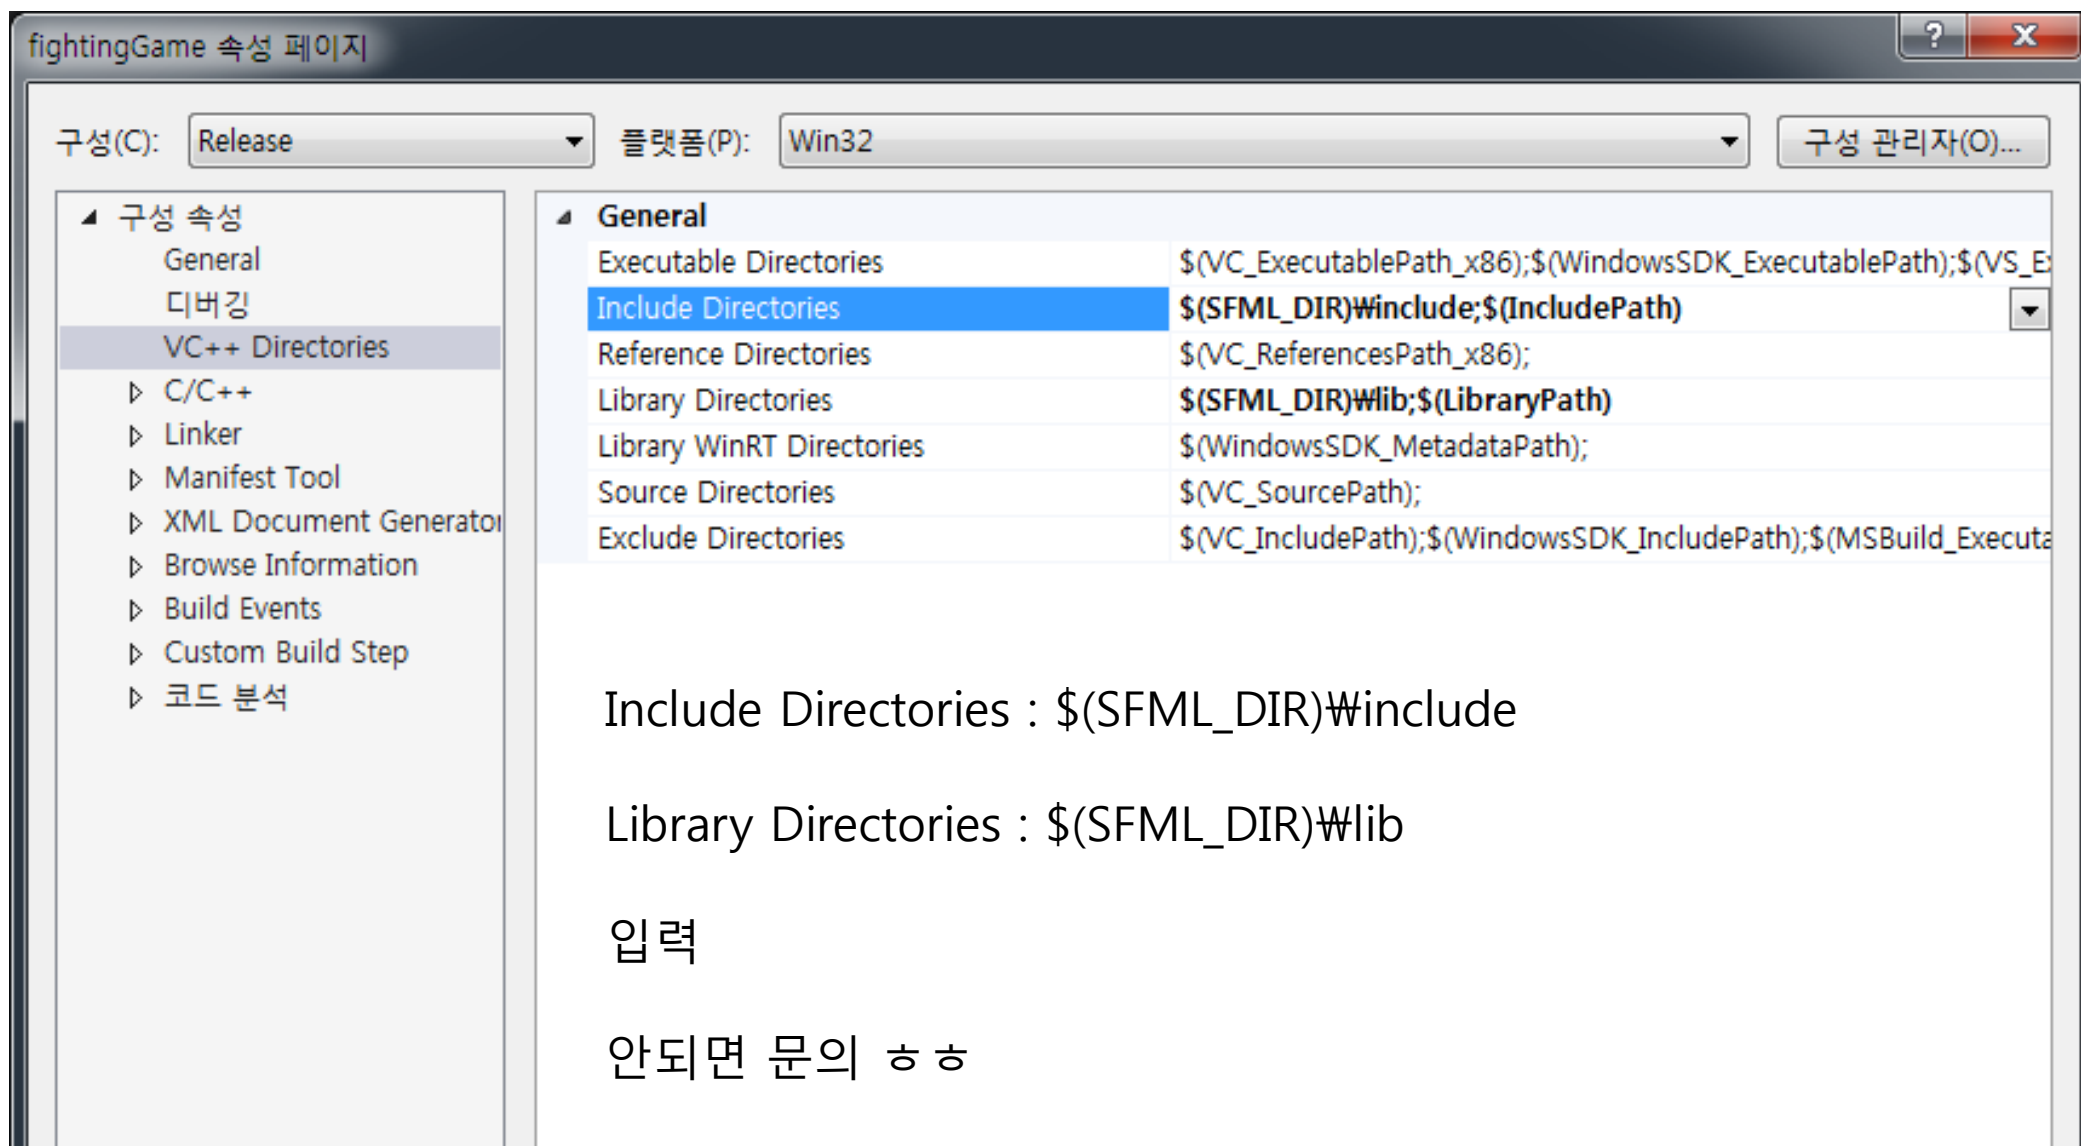 fightingGame 속성 페이지
구성(C): Release 플랫폼(P): Win32 구성 관리자(O)...
구성 속성
General
디버깅
VC++ Directories
C/C++
Linker
Manifest Tool
XML Document Generator
Browse Information
Build Events
Custom Build Step
코드 분석
General
Executable Directories $(VC_ExecutablePath_x86);$(WindowsSDK_ExecutablePath);$(VS_E
Include Directories $(SFML_DIR)₩include;$(IncludePath)
Reference Directories $(VC_ReferencesPath_x86);
Library Directories $(SFML_DIR)₩lib;$(LibraryPath)
Library WinRT Directories $(WindowsSDK_MetadataPath);
Source Directories $(VC_SourcePath);
Exclude Directories $(VC_IncludePath);$(WindowsSDK_IncludePath);$(MSBuild_Executa
Include Directories : $(SFML_DIR)₩include
Library Directories : $(SFML_DIR)₩lib
입력
안되면 문의 ㅎㅎ